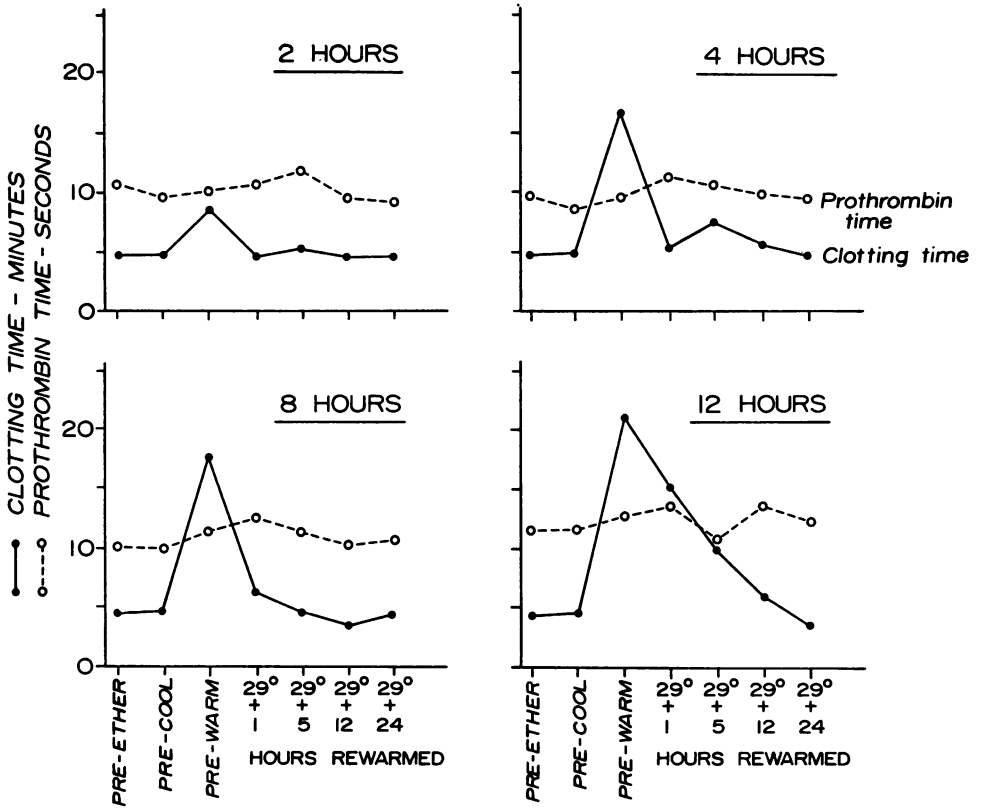 CLOTTING TIME - MINUTES
PROTHROMBIN TIME - SECONDS
2 HOURS
20
10
0
4 HOURS
Prothrombin
time
Clotting time
8 HOURS
20
10
0
PRE-ETHER
PRE-COOL
PRE-WARM
29° 29° 29° 29°
+ + + +
1 5 12 24
HOURS REWARMED
12 HOURS
PRE-ETHER
PRE-COOL
PRE-WARM
29° 29° 29° 29°
+ + + +
1 5 12 24
HOURS REWARMED